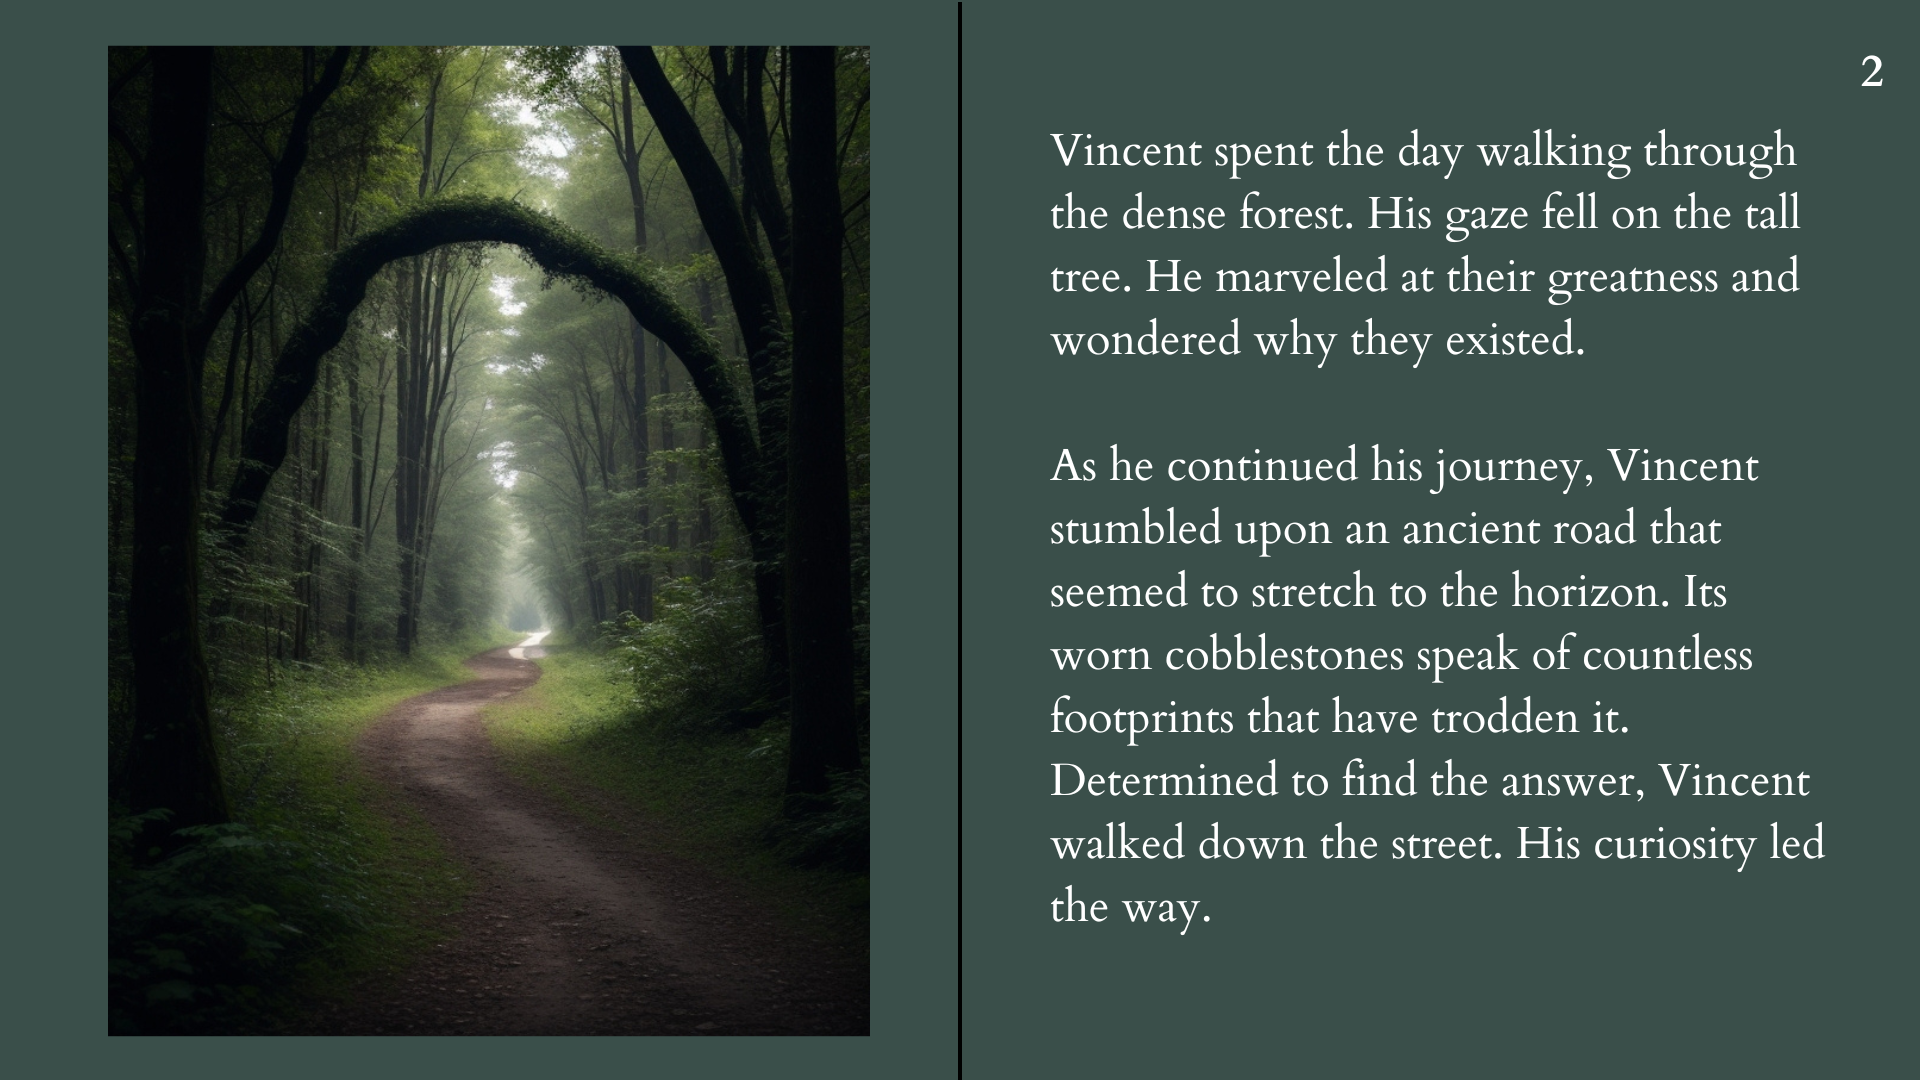 2
Vincent spent the day walking through
the dense forest. His gaze fell on the tall
tree. He marveled at their greatness and
wondered why they existed.
As he continued his journey, Vincent
stumbled upon an ancient road that
seemed to stretch to the horizon. Its
worn cobblestones speak of countless
footprints that have trodden it.
Determined to find the answer, Vincent
walked down the street. His curiosity led
the way.